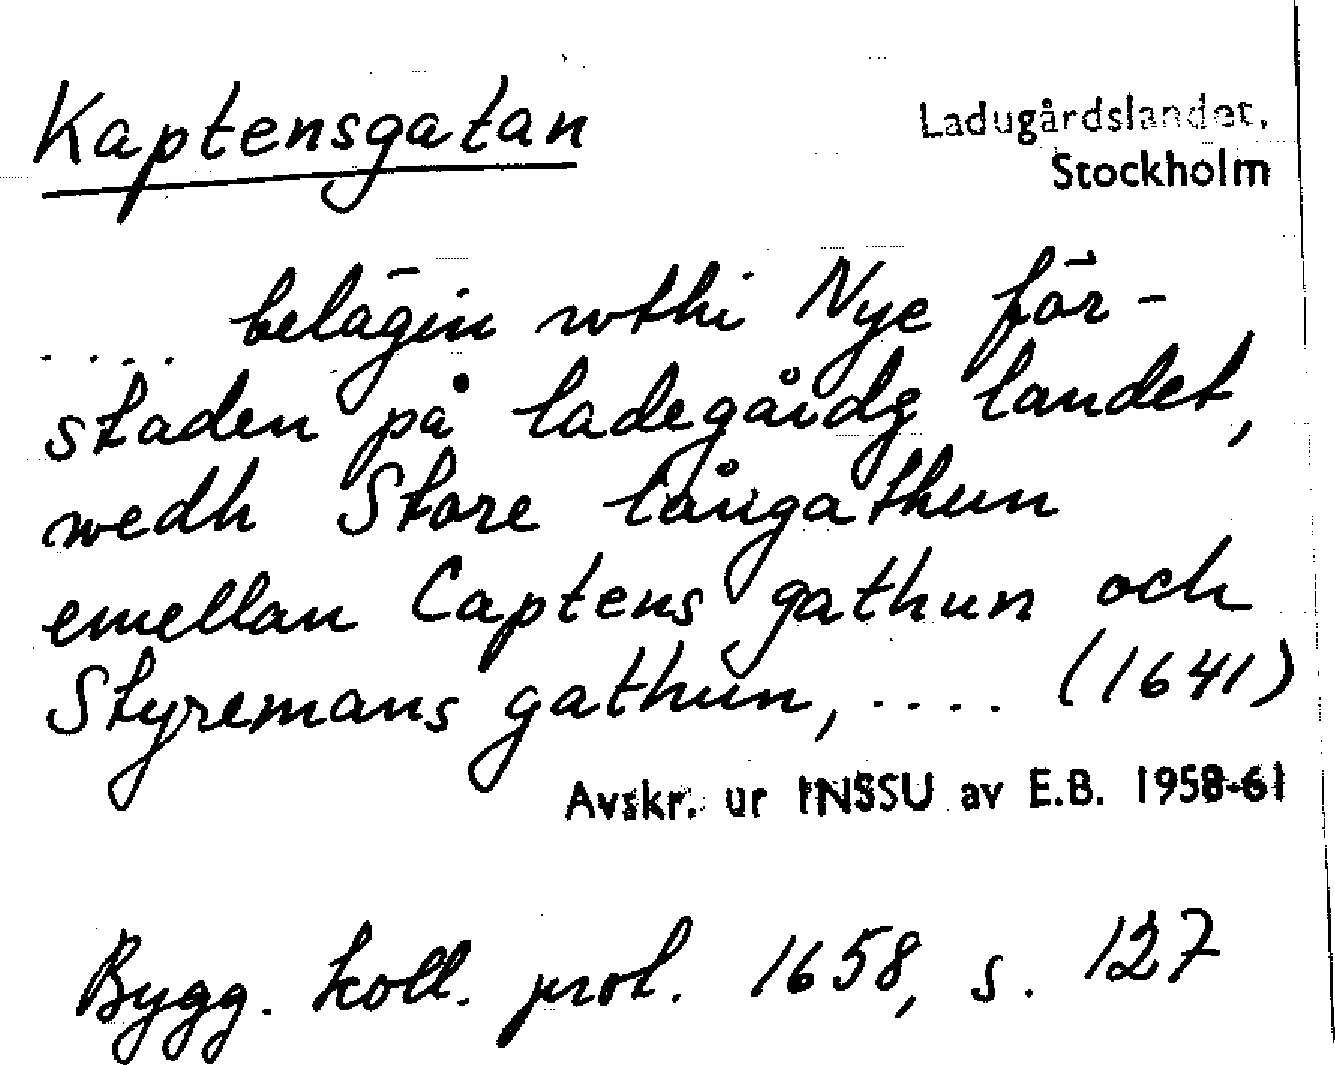 Kaptensgatan
Ladugårdslandet,
Stockholm
.... belägin wthi Nye för-
staden på ladegårdz landet,
wedh Store långathun
emellan Captens gathun och
Styremans gathun, .... (1641)
Avskr. ur INSSU av E.B. 1958-61
Bygg. koll. prot. 1658, s. 127